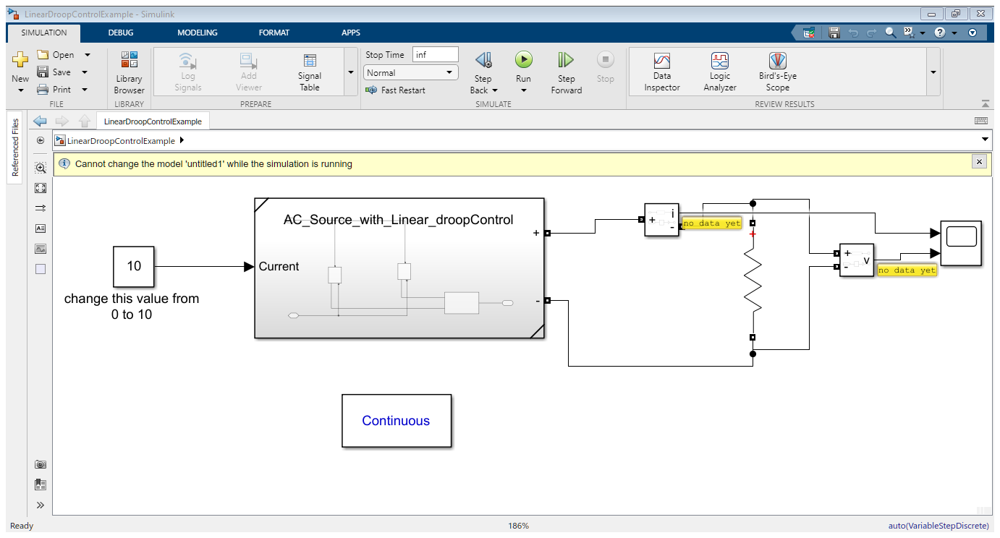 LinearDroopControlExample - Simulink
SIMULATION DEBUG MODELING FORMAT APPS
New
Open
Save
Print
FILE
Library
Browser
LIBRARY
Log
Signals
Add
Viewer
Signal
Table
PREPARE
Stop Time inf
Normal
Fast Restart
Step
Back
Run
Step
Forward
Stop
SIMULATE
Data
Inspector
Logic
Analyzer
Bird's-Eye
Scope
REVIEW RESULTS
Referenced Files
LinearDroopControlExample
LinearDroopControlExample
Cannot change the model 'untitled1' while the simulation is running
10
change this value from
0 to 10
AC_Source_with_Linear_droopControl
Current
+
-
+
i
-
no data yet
+
+
v
-
no data yet
Continuous
Ready
186%
auto(VariableStepDiscrete)